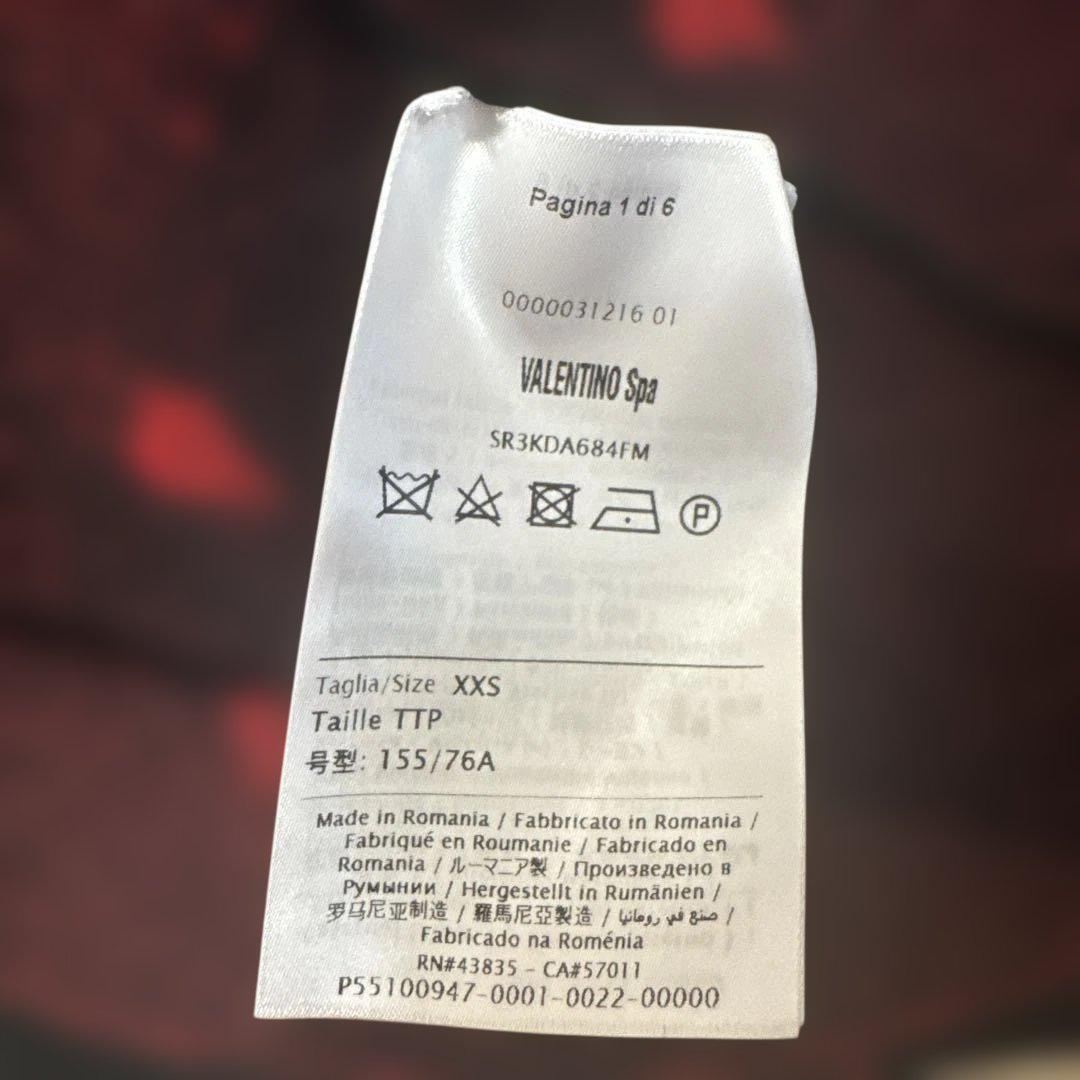 Pagina 1 di 6
0000031216 01
VALENTINO Spa
SR3KDA684FM
P
Taglia/Size XXS
Taille TTP
号型: 155/76A
Made in Romania / Fabbricato in Romania /
Fabriqué en Roumanie / Fabricado en
Romania / ルーマニア製 / Произведено в
Румынии / Hergestellt in Rumänien /
罗马尼亚制造 / 羅馬尼亞製造 / صنع في رومانيا /
Fabricado na Roménia
RN#43835 - CA#57011
P55100947-0001-0022-00000